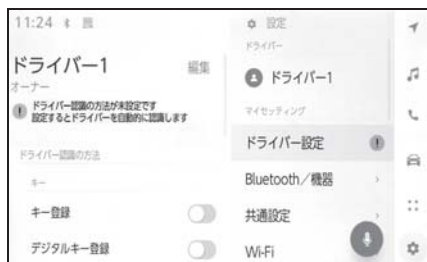 11:24
ドライバー1
編集
オーナー
ドライバー認識の方法が未設定です
設定するとドライバーを自動的に認識します
ドライバー認識の方法
キー
キー登録
デジタルキー登録
設定
ドライバー
ドライバー1
マイセッティング
ドライバー設定
Bluetooth／機器
共通設定
Wi-Fi